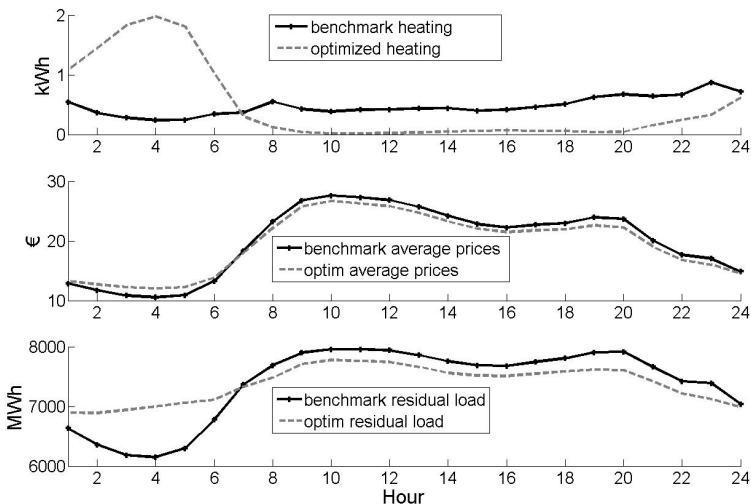 2
1
0
kWh
benchmark heating
optimized heating
2 4 6 8 10 12 14 16 18 20 22 24
30
20
10
€
benchmark average prices
optim average prices
2 4 6 8 10 12 14 16 18 20 22 24
8000
7000
6000
MWh
benchmark residual load
optim residual load
2 4 6 8 10 12 14 16 18 20 22 24
Hour